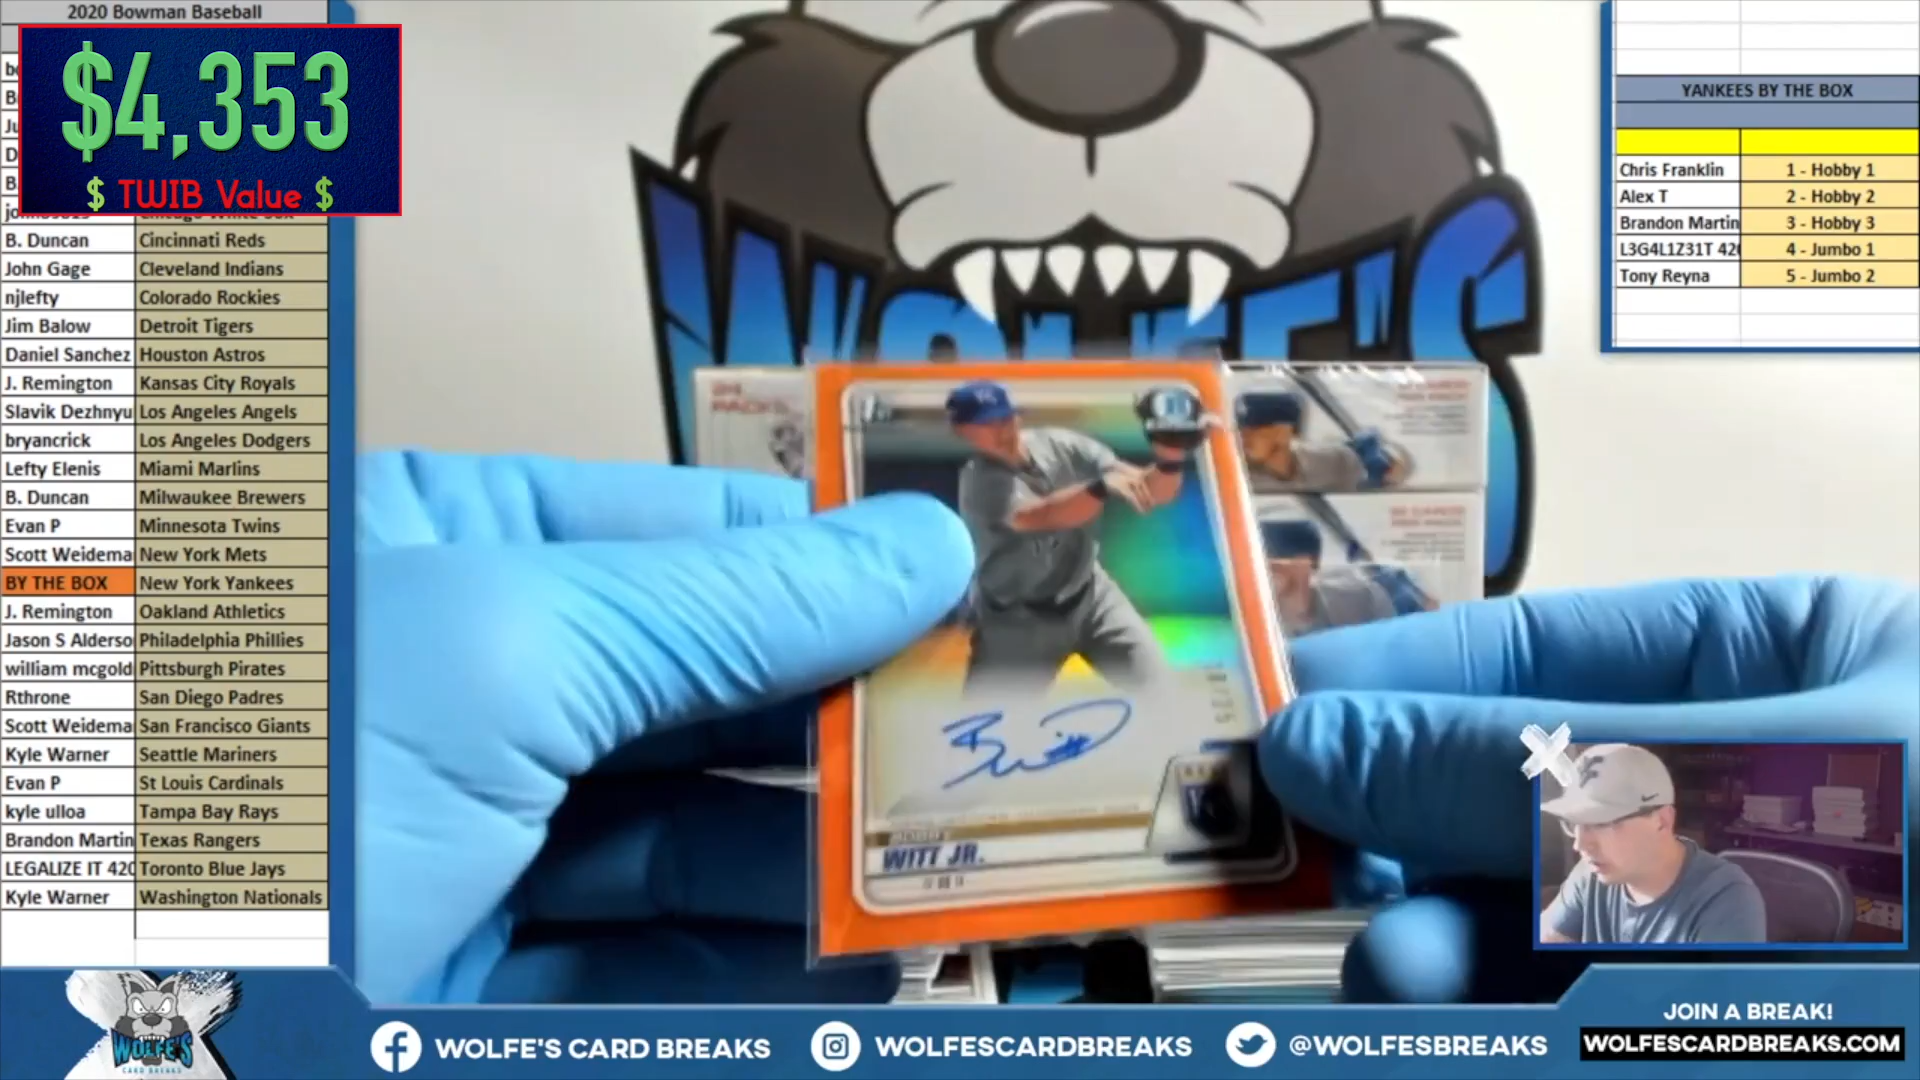 2020 Bowman Baseball
$4,353
$ TWIB Value $
B. Duncan Cincinnati Reds
John Gage Cleveland Indians
njlefty Colorado Rockies
Jim Balow Detroit Tigers
Daniel Sanchez Houston Astros
J. Remington Kansas City Royals
Slavik Dezhnyu Los Angeles Angels
bryancrick Los Angeles Dodgers
Lefty Elenis Miami Marlins
B. Duncan Milwaukee Brewers
Evan P Minnesota Twins
Scott Weidema New York Mets
BY THE BOX New York Yankees
J. Remington Oakland Athletics
Jason S Alderso Philadelphia Phillies
william mcgold Pittsburgh Pirates
Rthrone San Diego Padres
Scott Weidema San Francisco Giants
Kyle Warner Seattle Mariners
Evan P St Louis Cardinals
kyle ulloa Tampa Bay Rays
Brandon Martin Texas Rangers
LEGALIZE IT 420 Toronto Blue Jays
Kyle Warner Washington Nationals
WOLFE'S
WITT JR.
YANKEES BY THE BOX
Chris Franklin 1 - Hobby 1
Alex T 2 - Hobby 2
Brandon Martin 3 - Hobby 3
L3G4L1Z31T 420 4 - Jumbo 1
Tony Reyna 5 - Jumbo 2
WOLFE'S
CARD BREAKS
WOLFE'S CARD BREAKS
WOLFESCARDBREAKS
@WOLFESBREAKS
JOIN A BREAK!
WOLFESCARDBREAKS.COM